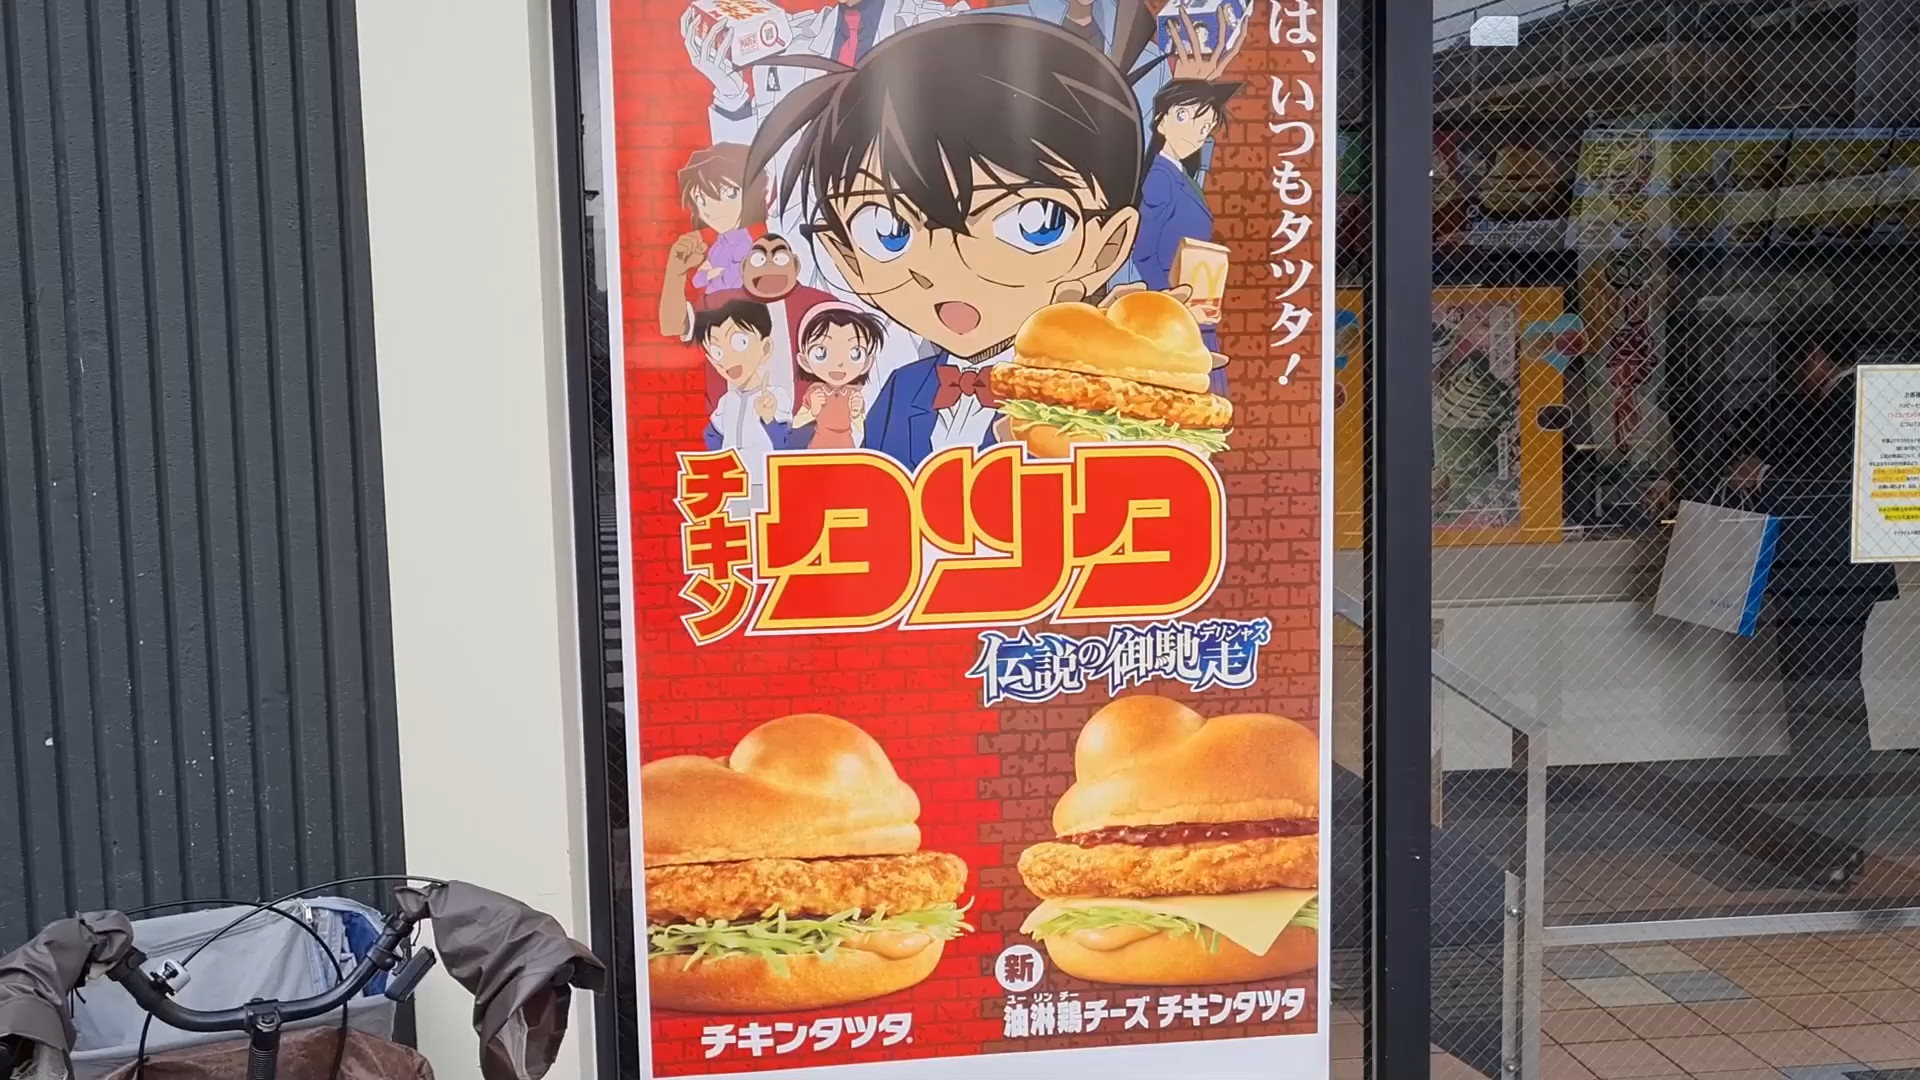 は、いつもタツタ!
チキン
タツタ
伝説の御馳走
デリシャス
チキンタツタ®
新
ユーリンチー
油淋鶏チーズ チキンタツタ